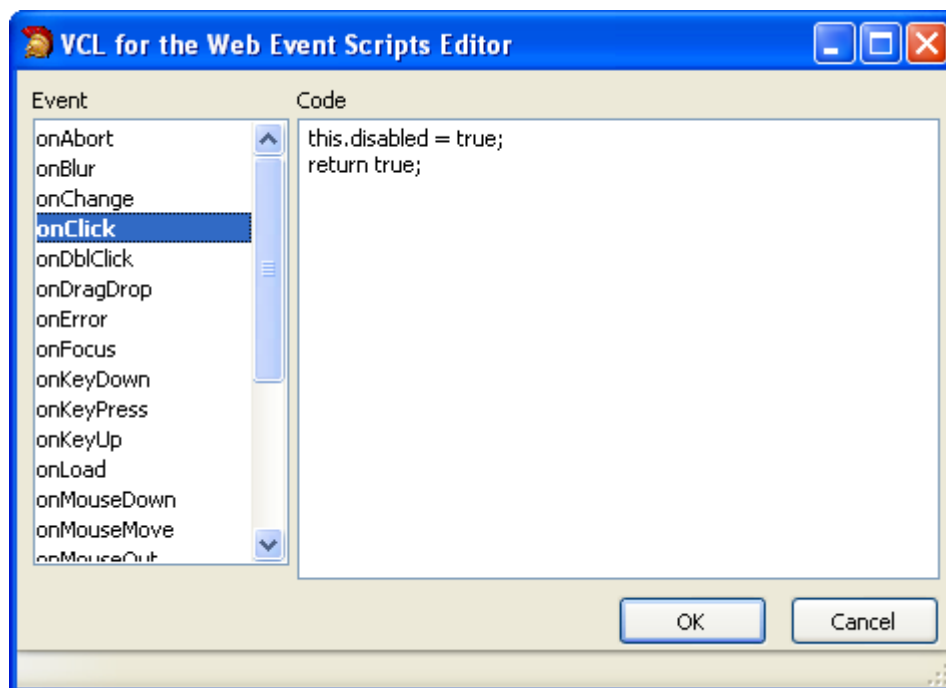 VCL for the Web Event Scripts Editor
Event
Code
onAbort
onBlur
onChange
onClick
onDblClick
onDragDrop
onError
onFocus
onKeyDown
onKeyPress
onKeyUp
onLoad
onMouseDown
onMouseMove
onMouseOut
this.disabled = true;
return true;
OK
Cancel